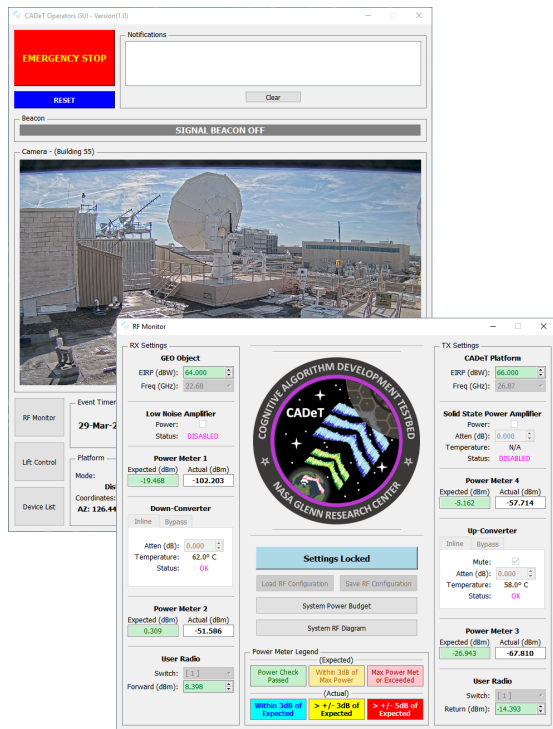 CADeT Operators GUI - Version(1.0)
EMERGENCY STOP
RESET
Notifications
Clear
Beacon
SIGNAL BEACON OFF
Camera - (Building 55)
RF Monitor
Lift Control
Device List
Event Timer
29-Mar-2
Platform
Mode:
Dis
Coordinates:
AZ: 126.44
RF Monitor
RX Settings
GEO Object
EIRP (dBW): 64.000
Freq (GHz): 22.68
Low Noise Amplifier
Power:
Status: DISABLED
Power Meter 1
Expected (dBm) Actual (dBm)
-19.468 -102.203
Down-Converter
Inline Bypass
Atten (dB): 0.000
Temperature: 62.0° C
Status: OK
Power Meter 2
Expected (dBm) Actual (dBm)
0.309 -51.586
User Radio
Switch: [ 1 ]
Forward (dBm): 8.398
COGNITIVE ALGORITHM DEVELOPMENT TESTBED
CADeT
NASA GLENN RESEARCH CENTER
Settings Locked
Load RF Configuration Save RF Configuration
System Power Budget
System RF Diagram
Power Meter Legend
(Expected)
Power Check Passed
Within 3dB of Max Power
Max Power Met or Exceeded
(Actual)
Within 3dB of Expected
> +/- 3dB of Expected
> +/- 5dB of Expected
TX Settings
CADeT Platform
EIRP (dBW): 66.000
Freq (GHz): 26.87
Solid State Power Amplifier
Power:
Atten (dB): 0.000
Temperature: N/A
Status: DISABLED
Power Meter 4
Expected (dBm) Actual (dBm)
-5.162 -57.714
Up-Converter
Inline Bypass
Mute:
Atten (dB): 0.000
Temperature: 58.0° C
Status: OK
Power Meter 3
Expected (dBm) Actual (dBm)
-26.943 -67.810
User Radio
Switch: [ 1 ]
Return (dBm): -14.393